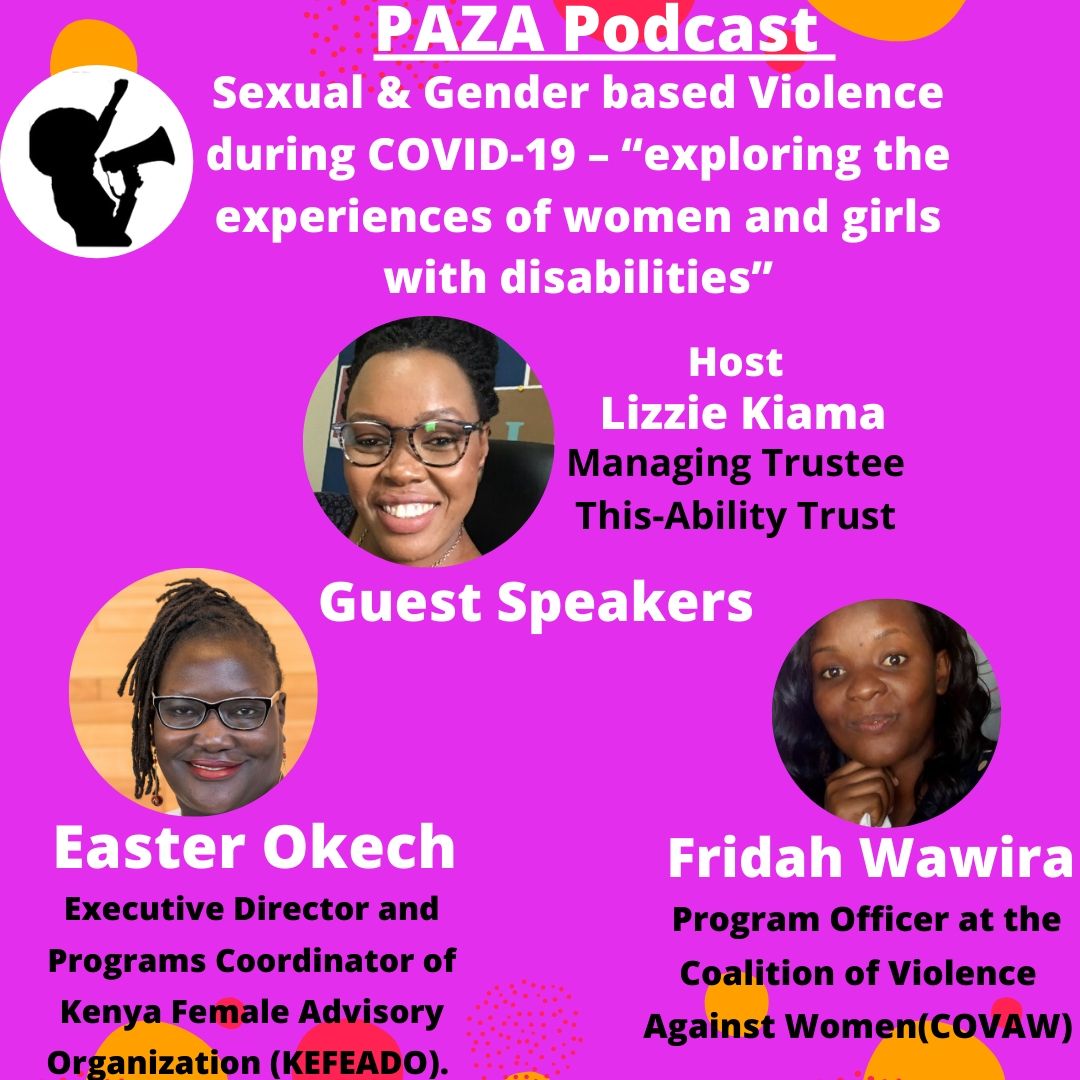 PAZA Podcast
Sexual & Gender based Violence
during COVID-19 – “exploring the
experiences of women and girls
with disabilities”
Host
Lizzie Kiama
Managing Trustee
This-Ability Trust
Guest Speakers
Easter Okech
Executive Director and
Programs Coordinator of
Kenya Female Advisory
Organization (KEFEADO).
Fridah Wawira
Program Officer at the
Coalition of Violence
Against Women(COVAW)